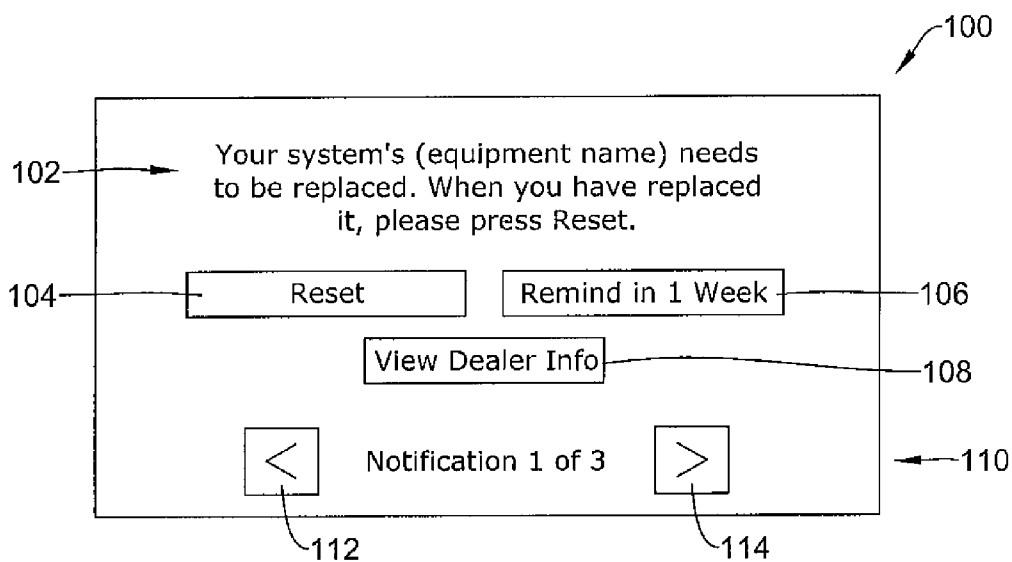 100
Your system's (equipment name) needs
102
to be replaced. When you have replaced
it, please press Reset.
104
Reset
Remind in 1 Week
106
View Dealer Info
108
<
Notification 1 of 3
>
110
112
114